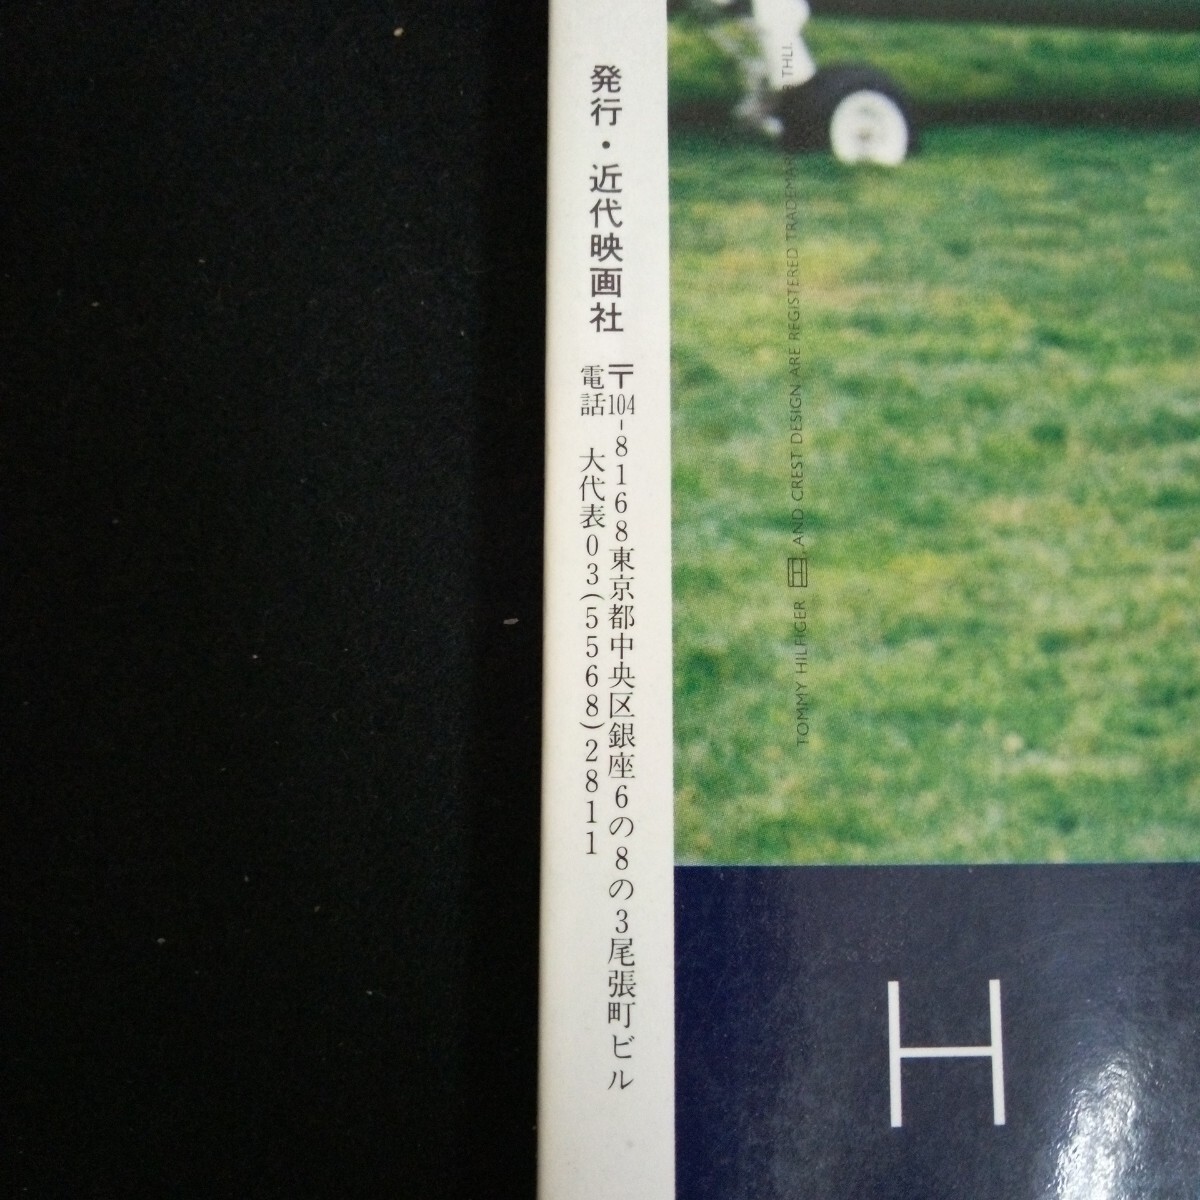 発行・近代映画社
〒104-8168東京都中央区銀座6の8の3尾張町ビル
電話 大代表03(5568)2811
TOMMY HILFIGER, AND CREST DESIGN ARE REGISTERED THLI.
H